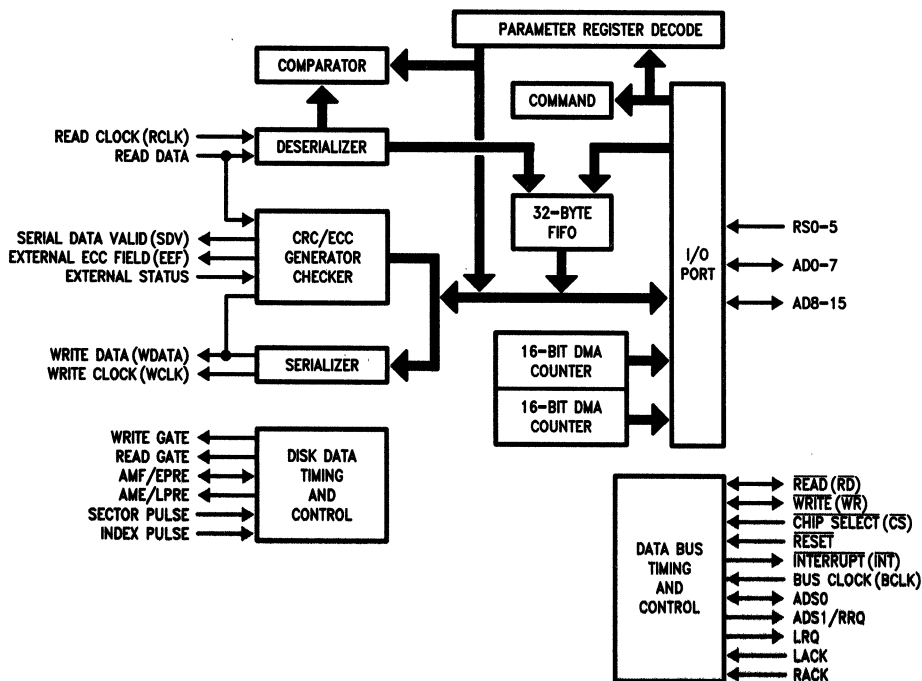 PARAMETER REGISTER DECODE
COMPARATOR
COMMAND
READ CLOCK (RCLK)
READ DATA
DESERIALIZER
32-BYTE
FIFO
CRC/ECC
GENERATOR
CHECKER
SERIAL DATA VALID (SDV)
EXTERNAL ECC FIELD (EEF)
EXTERNAL STATUS
I/O
PORT
RS0-5
AD0-7
AD8-15
WRITE DATA (WDATA)
WRITE CLOCK (WCLK)
SERIALIZER
16-BIT DMA
COUNTER
16-BIT DMA
COUNTER
WRITE GATE
READ GATE
AMF/EPRE
AME/LPRE
SECTOR PULSE
INDEX PULSE
DISK DATA
TIMING
AND
CONTROL
DATA BUS
TIMING
AND
CONTROL
READ (RD)
WRITE (WR)
CHIP SELECT (CS)
RESET
INTERRUPT (INT)
BUS CLOCK (BCLK)
ADS0
ADS1/RRQ
LRQ
LACK
RACK